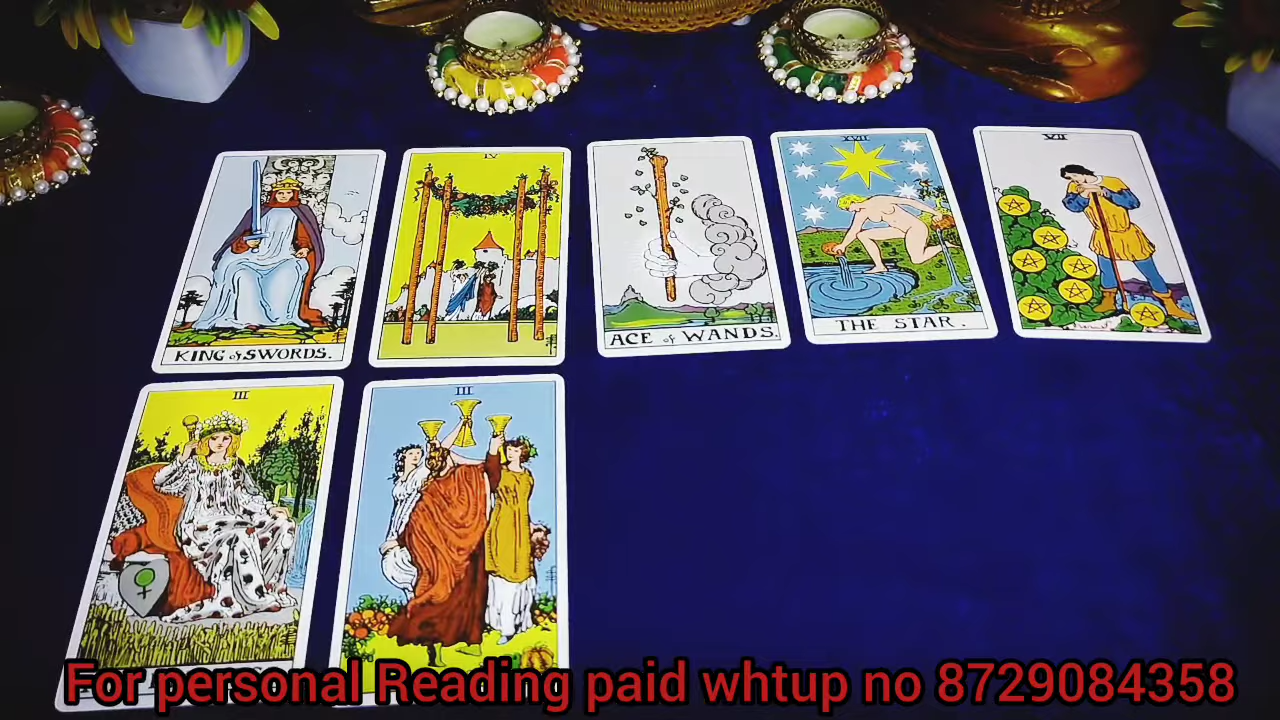 IV
XVII
VII
KING of SWORDS.
ACE of WANDS.
THE STAR.
III
III
For personal Reading paid whtup no 8729084358